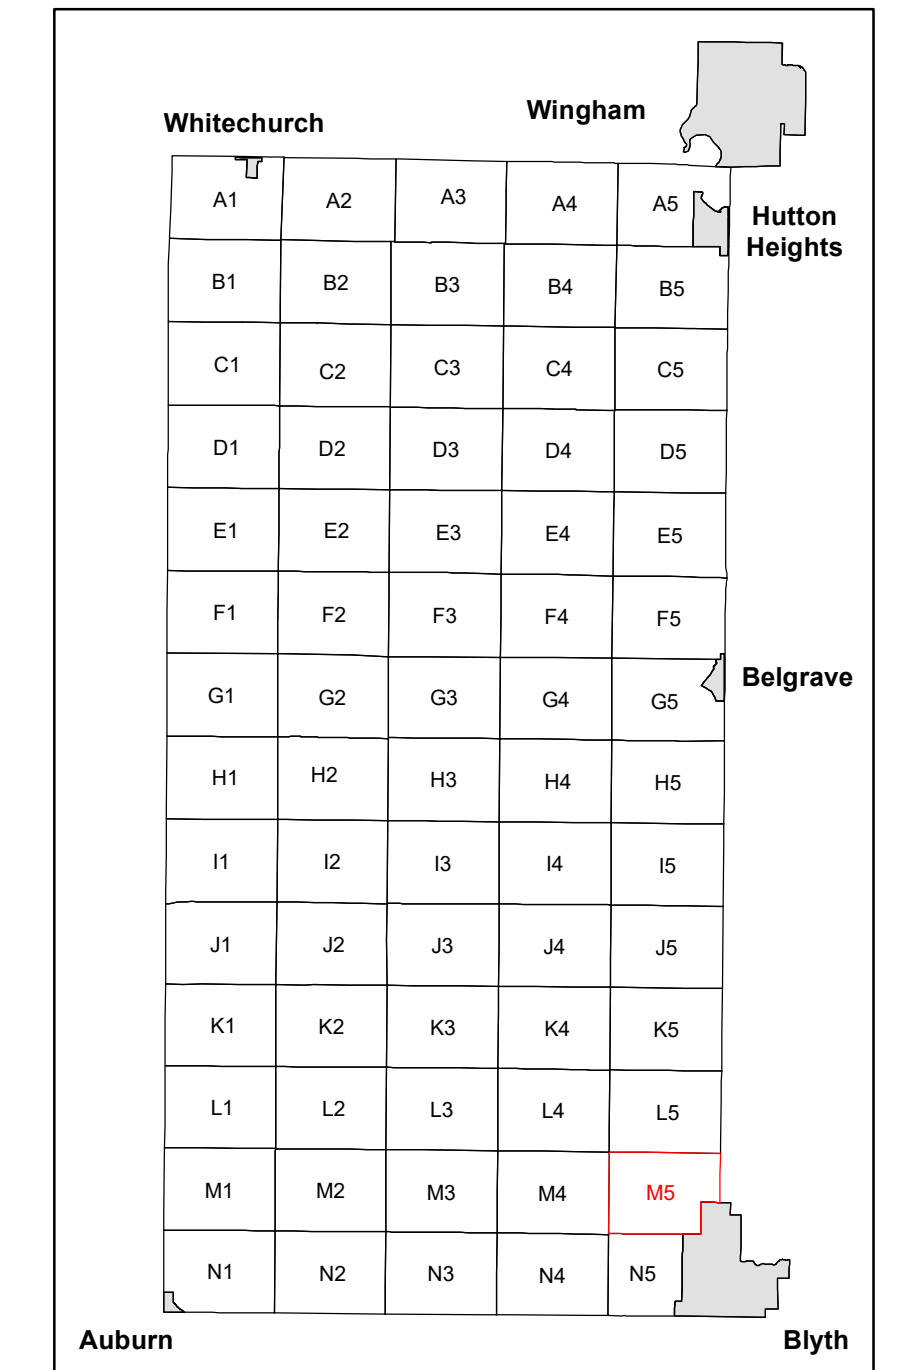 Wingham
Whitechurch
A1 A2 A3 A4 A5
Hutton
Heights
B1 B2 B3 B4 B5
C1 C2 C3 C4 C5
D1 D2 D3 D4 D5
E1 E2 E3 E4 E5
F1 F2 F3 F4 F5
Belgrave
G1 G2 G3 G4 G5
H1 H2 H3 H4 H5
I1 I2 I3 I4 I5
J1 J2 J3 J4 J5
K1 K2 K3 K4 K5
L1 L2 L3 L4 L5
M1 M2 M3 M4 M5
N1 N2 N3 N4 N5
Auburn Blyth